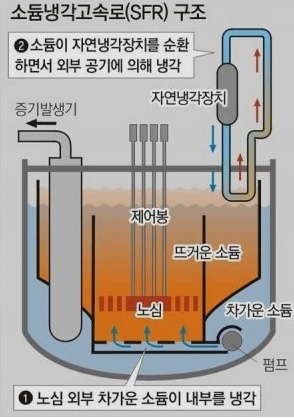 소듐냉각고속로(SFR) 구조
❷ 소듐이 자연냉각장치를 순환
하면서 외부 공기에 의해 냉각
자연냉각장치
증기발생기
제어봉
뜨거운 소듐
노심
차가운 소듐
펌프
❶ 노심 외부 차가운 소듐이 내부를 냉각